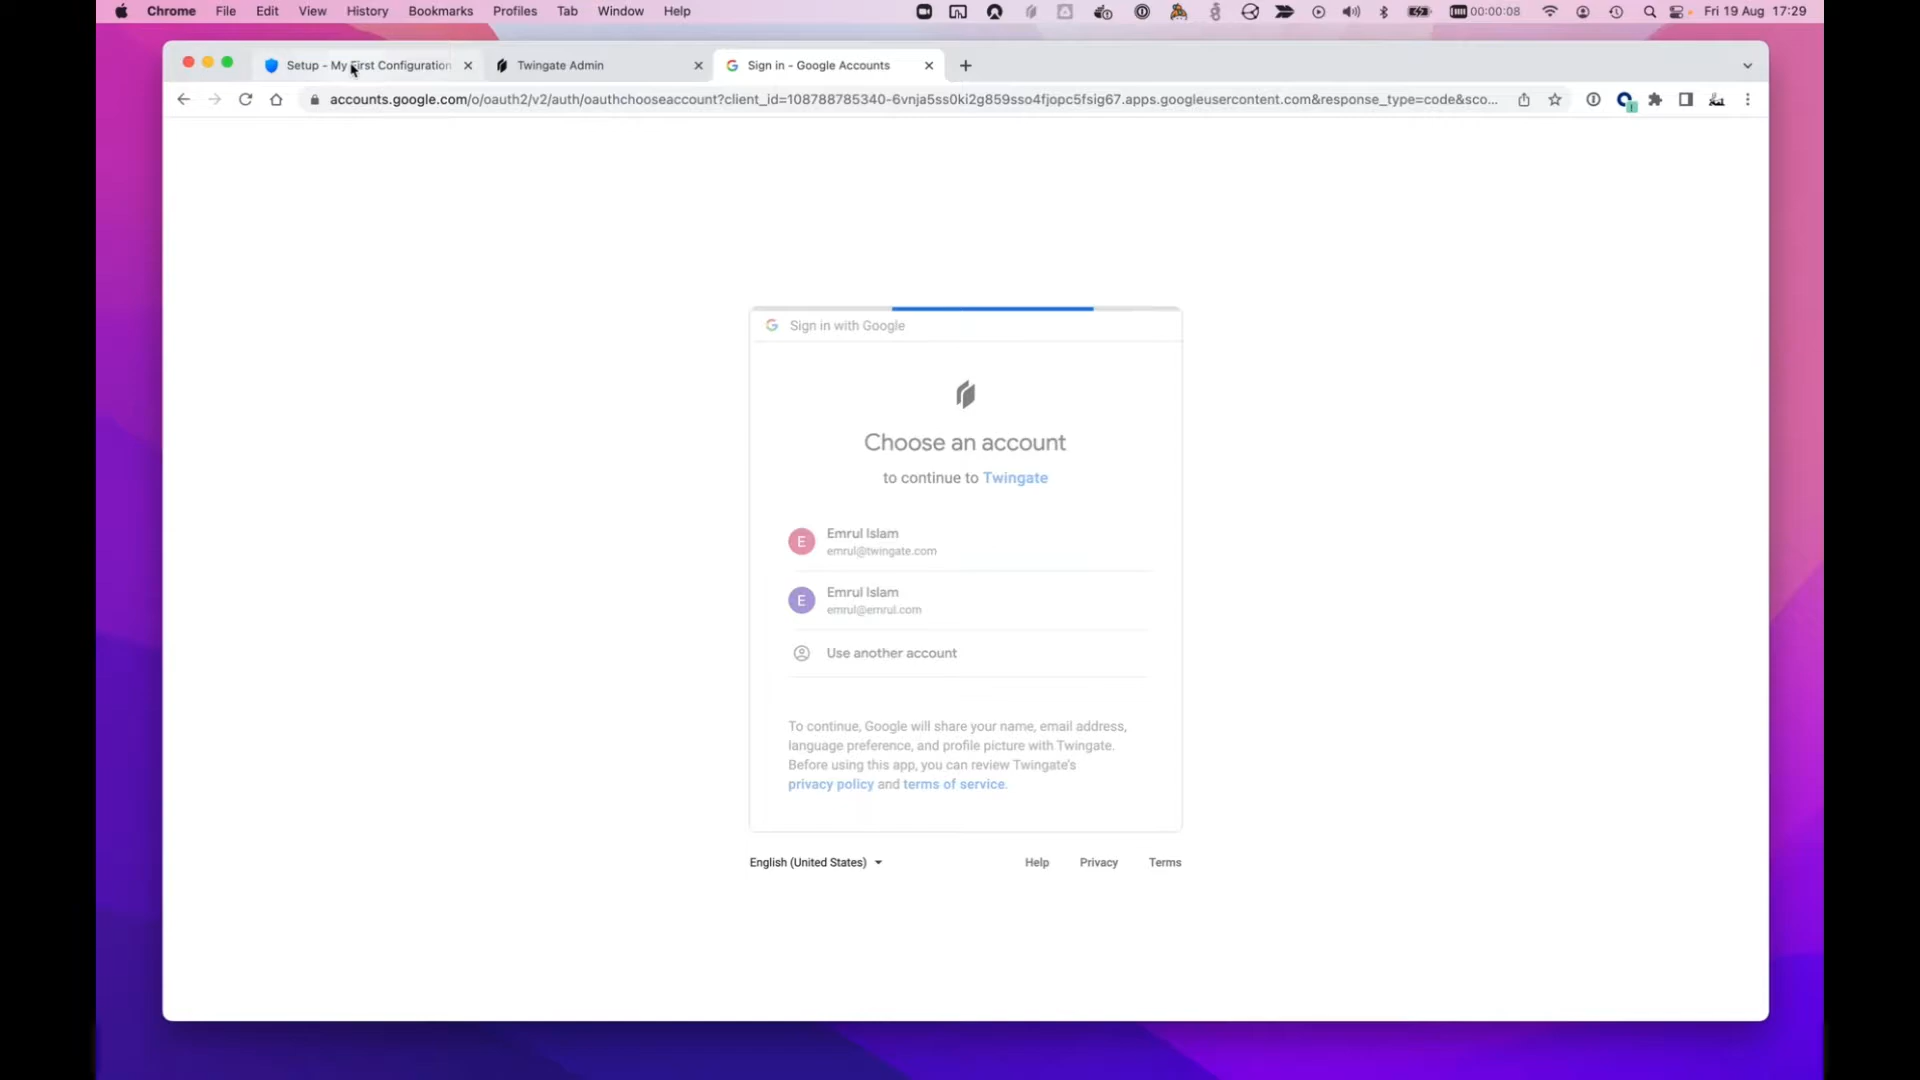 Chrome File Edit View History Bookmarks Profiles Tab Window Help 00:00:08 Fri 19 Aug 17:29
Setup - My First Configuration Twingate Admin Sign in - Google Accounts
accounts.google.com/o/oauth2/v2/auth/oauthchooseaccount?client_id=108788785340-6vnja5ss0ki2g859sso4fjopc5fsig67.apps.googleusercontent.com&response_type=code&sco...
Sign in with Google
Choose an account
to continue to Twingate
E Emrul Islam
emrul@twingate.com
E Emrul Islam
emrul@emrul.com
Use another account
To continue, Google will share your name, email address,
language preference, and profile picture with Twingate.
Before using this app, you can review Twingate's
privacy policy and terms of service.
English (United States) Help Privacy Terms